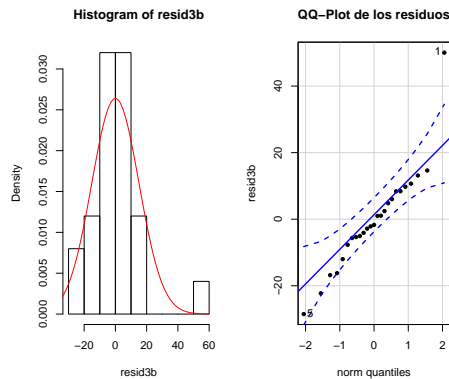 Histogram of resid3b
Density
0.000 0.005 0.010 0.015 0.020 0.025 0.030
−20 0 20 40 60
resid3b
QQ−Plot de los residuos
resid3b
−20 0 20 40
1
−2 −1 0 1 2
norm quantiles